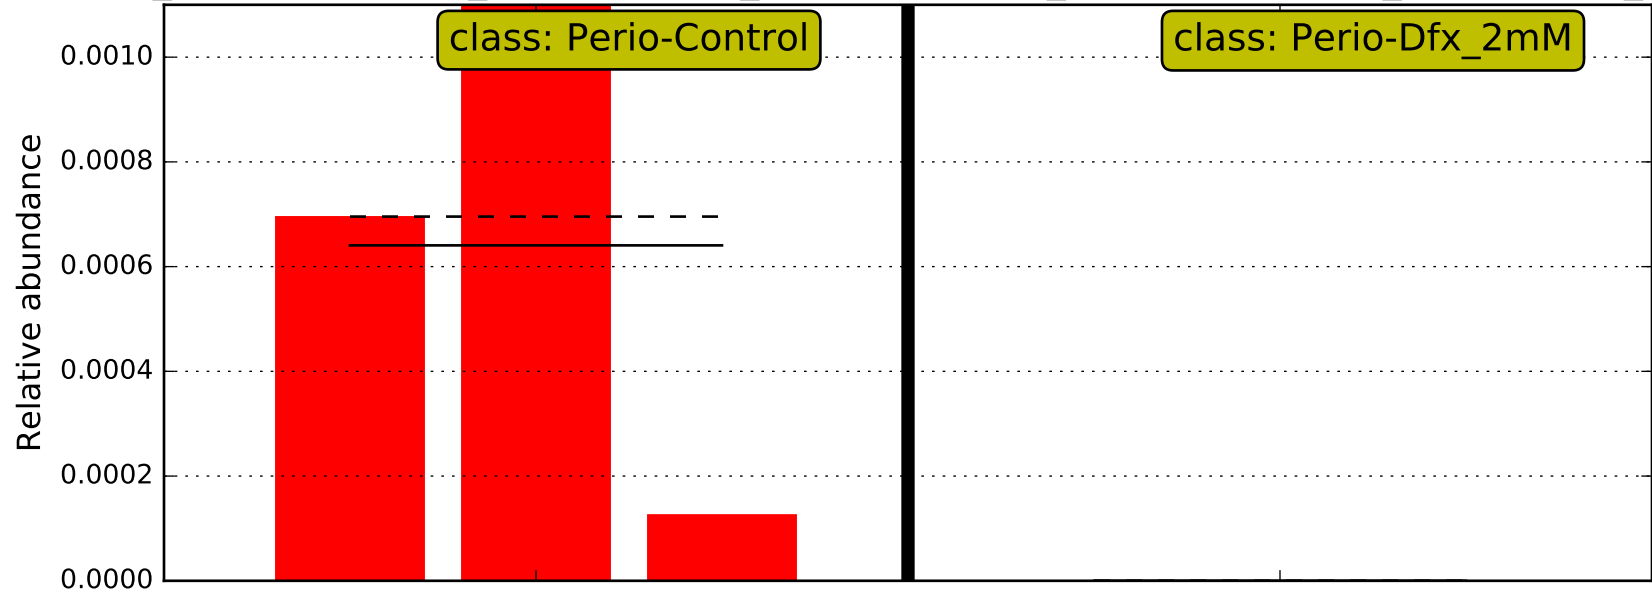 class: Perio-Control
class: Perio-Dfx_2mM
Relative abundance
0.0010
0.0008
0.0006
0.0004
0.0002
0.0000